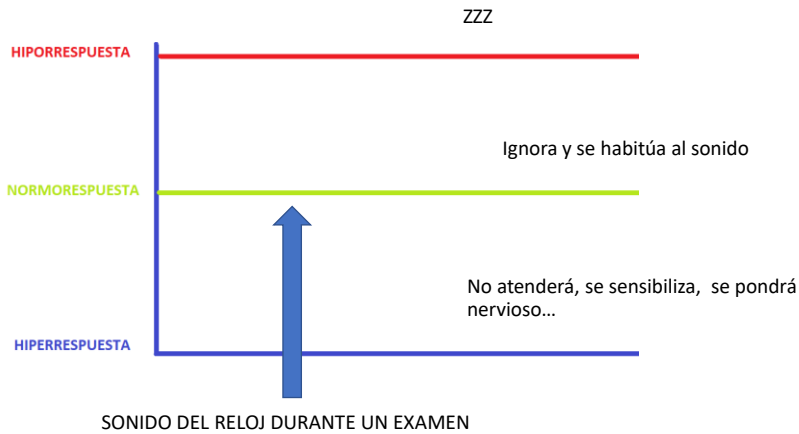 ZZZ
HIPORRESPUESTA
Ignora y se habitúa al sonido
NORMORESPUESTA
No atenderá, se sensibiliza, se pondrá
nervioso...
HIPERRESPUESTA
SONIDO DEL RELOJ DURANTE UN EXAMEN